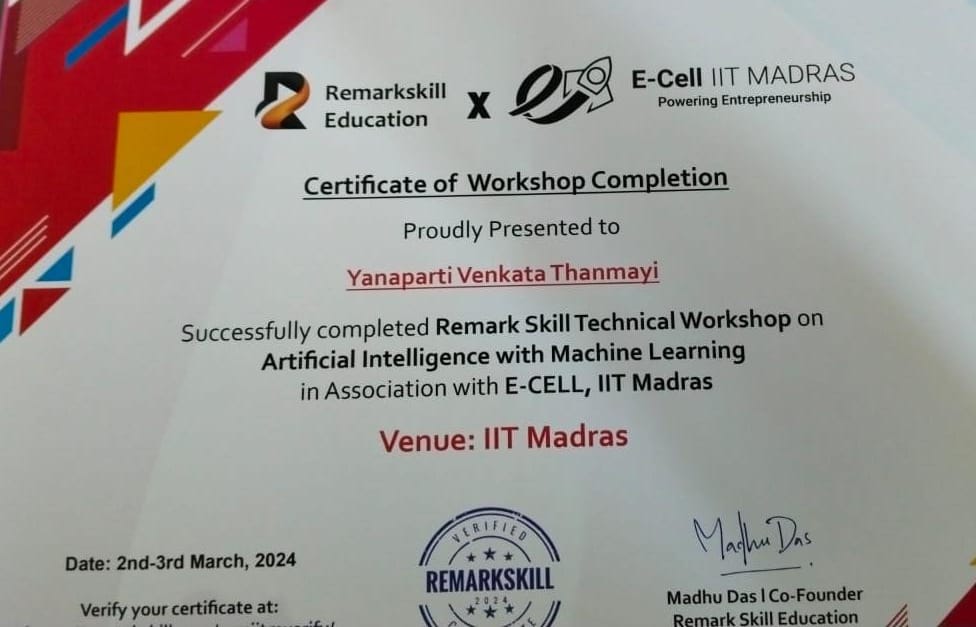 Remarkskill
Education
X
E-Cell IIT MADRAS
Powering Entrepreneurship
Certificate of Workshop Completion
Proudly Presented to
Yanaparti Venkata Thanmayi
Successfully completed Remark Skill Technical Workshop on
Artificial Intelligence with Machine Learning
in Association with E-CELL, IIT Madras
Venue: IIT Madras
Date: 2nd-3rd March, 2024
Verify your certificate at:
VERIFIED
REMARKSKILL
2024
Madhu Das
Madhu Das | Co-Founder
Remark Skill Education